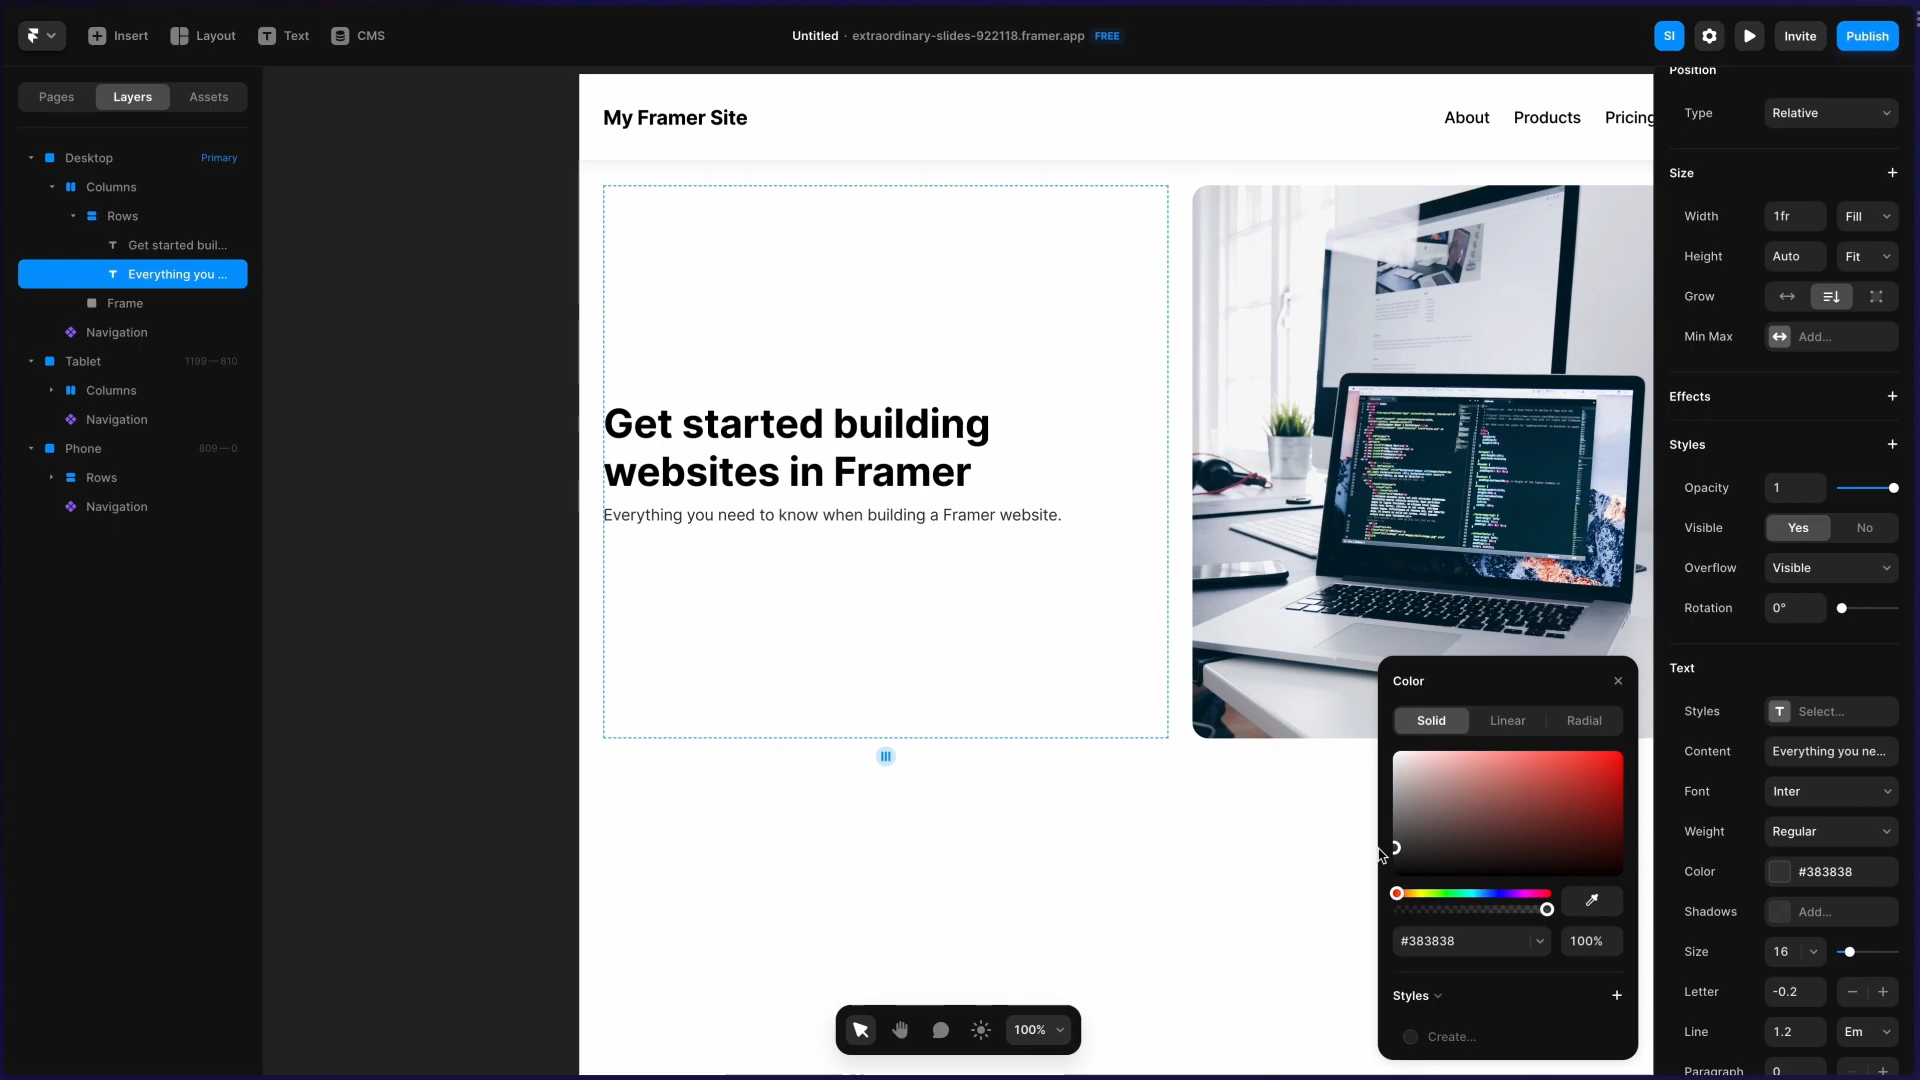 Insert
Layout
Text
CMS
Untitled · extraordinary-slides-922118.framer.app FREE
SI
Invite
Publish
Pages
Layers
Assets
Desktop
Primary
Columns
Rows
Get started buil...
Everything you ...
Frame
Navigation
Tablet
1199 — 810
Columns
Navigation
Phone
809 — 0
Rows
Navigation
My Framer Site
About
Products
Pricing
Get started building
websites in Framer
Everything you need to know when building a Framer website.
Color
Solid
Linear
Radial
#383838
100%
Styles
Create...
100%
Position
Type
Relative
Size
Width
1fr
Fill
Height
Auto
Fit
Grow
Min Max
Add...
Effects
Styles
Opacity
1
Visible
Yes
No
Overflow
Visible
Rotation
0°
Text
Styles
T
Select...
Content
Everything you ne...
Font
Inter
Weight
Regular
Color
#383838
Shadows
Add...
Size
16
Letter
-0.2
Line
1.2
Em
Paragraph
0